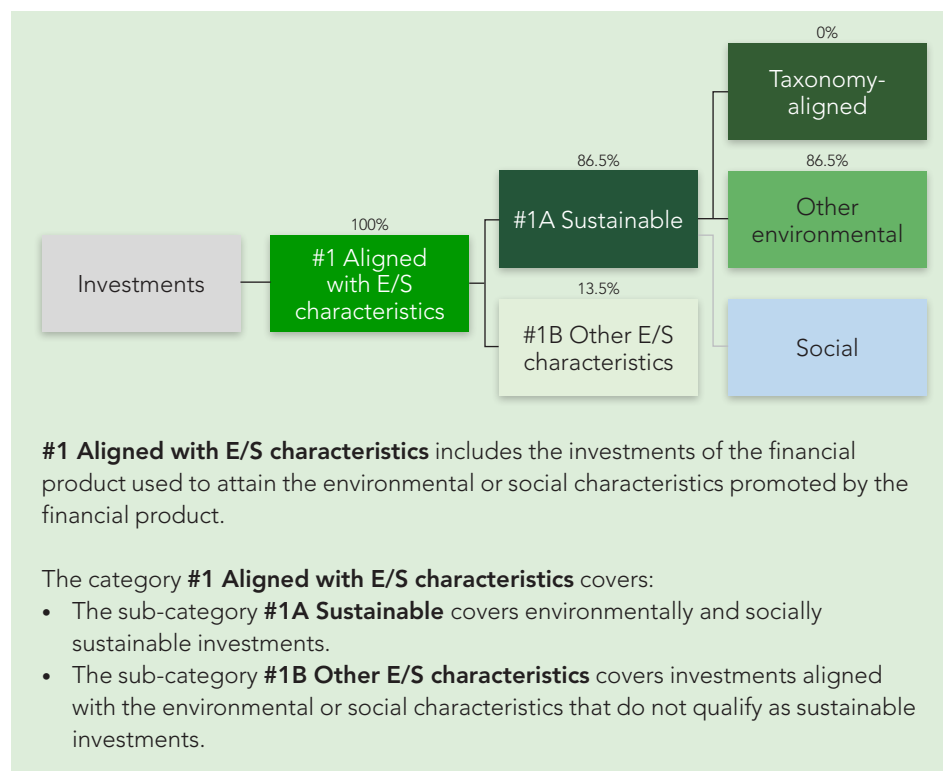 0%
Taxonomy-
aligned
86.5%
86.5%
#1A Sustainable
Other
environmental
100%
Investments
#1 Aligned
with E/S
characteristics
13.5%
#1B Other E/S
characteristics
Social
#1 Aligned with E/S characteristics includes the investments of the financial
product used to attain the environmental or social characteristics promoted by the
financial product.
The category #1 Aligned with E/S characteristics covers:
• The sub-category #1A Sustainable covers environmentally and socially
sustainable investments.
• The sub-category #1B Other E/S characteristics covers investments aligned
with the environmental or social characteristics that do not qualify as sustainable
investments.